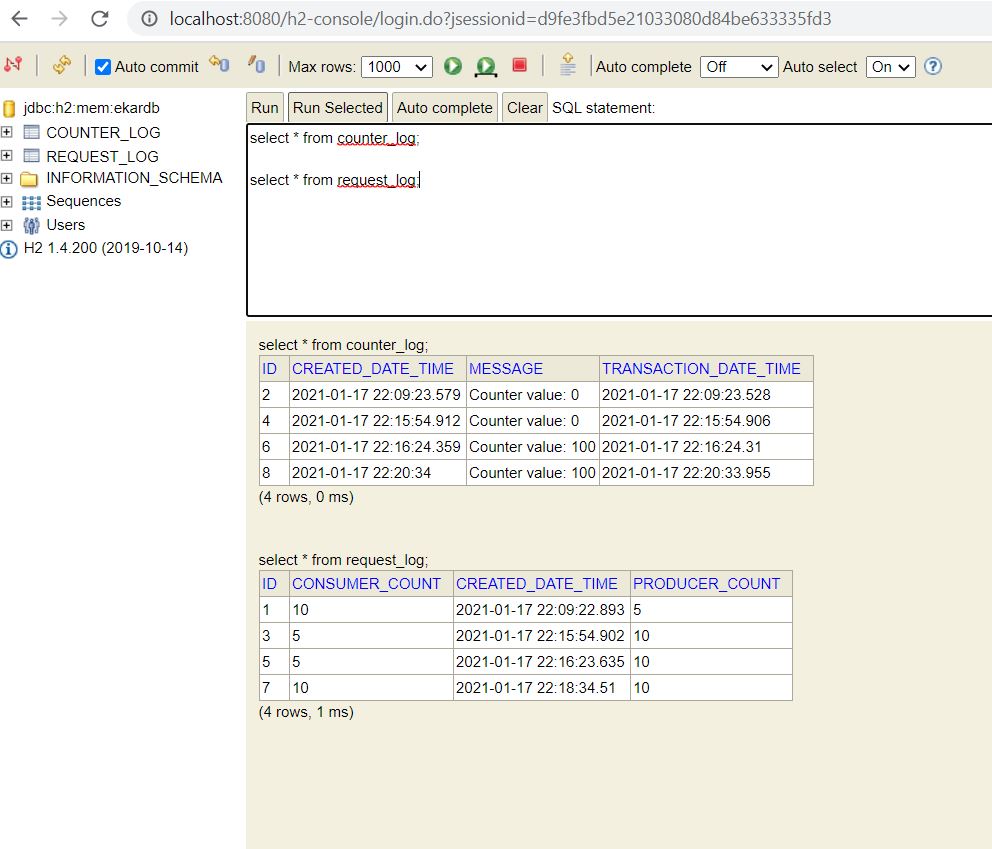 localhost:8080/h2-console/login.do?jsessionid=d9fe3fbd5e21033080d84be633335fd3
Auto commit Max rows: 1000 Auto complete Off Auto select On ?
jdbc:h2:mem:ekardb
COUNTER_LOG
REQUEST_LOG
INFORMATION_SCHEMA
Sequences
Users
H2 1.4.200 (2019-10-14)
Run Run Selected Auto complete Clear SQL statement:
select * from counter_log;
select * from request_log;
select * from counter_log;
ID CREATED_DATE_TIME MESSAGE TRANSACTION_DATE_TIME
2 2021-01-17 22:09:23.579 Counter value: 0 2021-01-17 22:09:23.528
4 2021-01-17 22:15:54.912 Counter value: 0 2021-01-17 22:15:54.906
6 2021-01-17 22:16:24.359 Counter value: 100 2021-01-17 22:16:24.31
8 2021-01-17 22:20:34 Counter value: 100 2021-01-17 22:20:33.955
(4 rows, 0 ms)
select * from request_log;
ID CONSUMER_COUNT CREATED_DATE_TIME PRODUCER_COUNT
1 10 2021-01-17 22:09:22.893 5
3 5 2021-01-17 22:15:54.902 10
5 5 2021-01-17 22:16:23.635 10
7 10 2021-01-17 22:18:34.51 10
(4 rows, 1 ms)